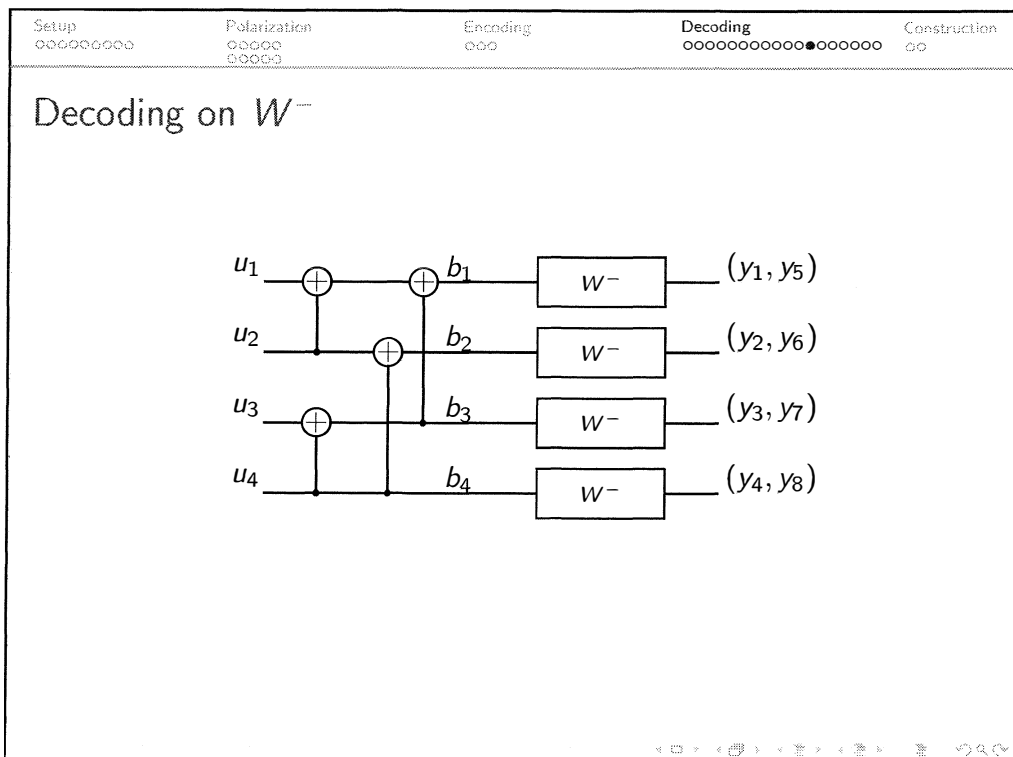 Setup Polarization Encoding Decoding Construction
Decoding on W⁻
u₁ b₁ W⁻ (y₁, y₅)
u₂ b₂ W⁻ (y₂, y₆)
u₃ b₃ W⁻ (y₃, y₇)
u₄ b₄ W⁻ (y₄, y₈)